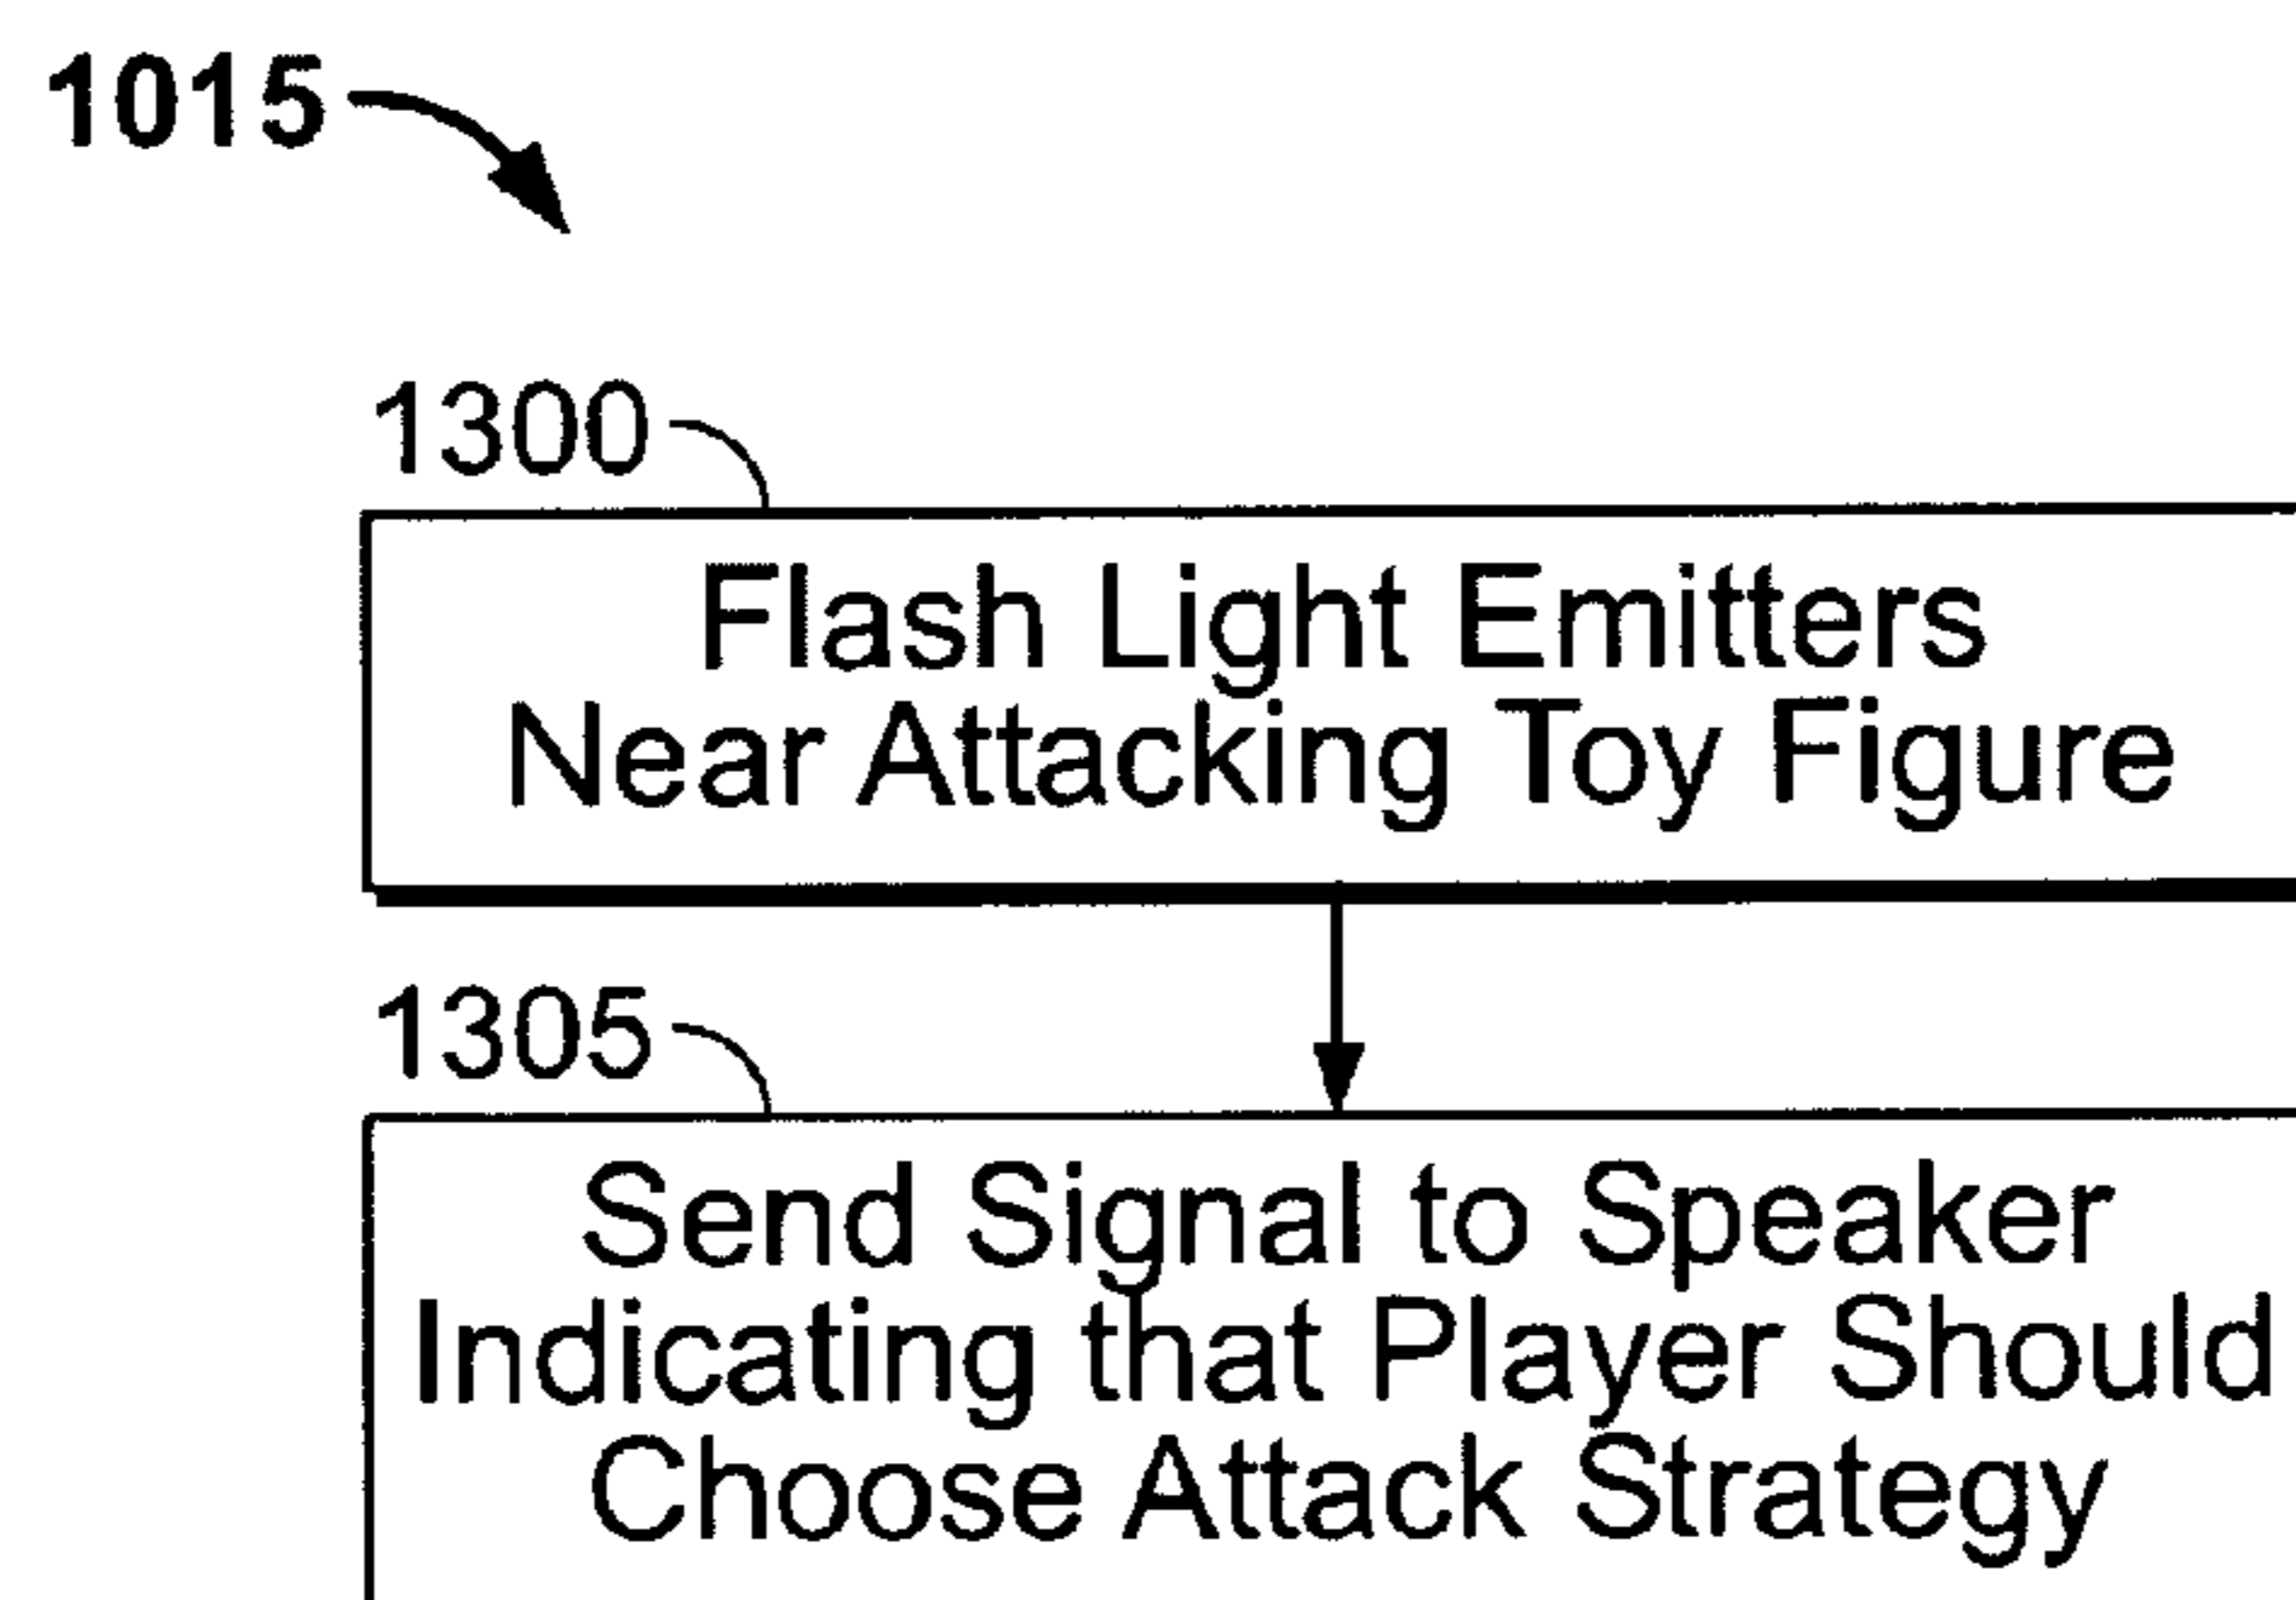 1015
1300
Flash Light Emitters
Near Attacking Toy Figure
1305
Send Signal to Speaker
Indicating that Player Should
Choose Attack Strategy